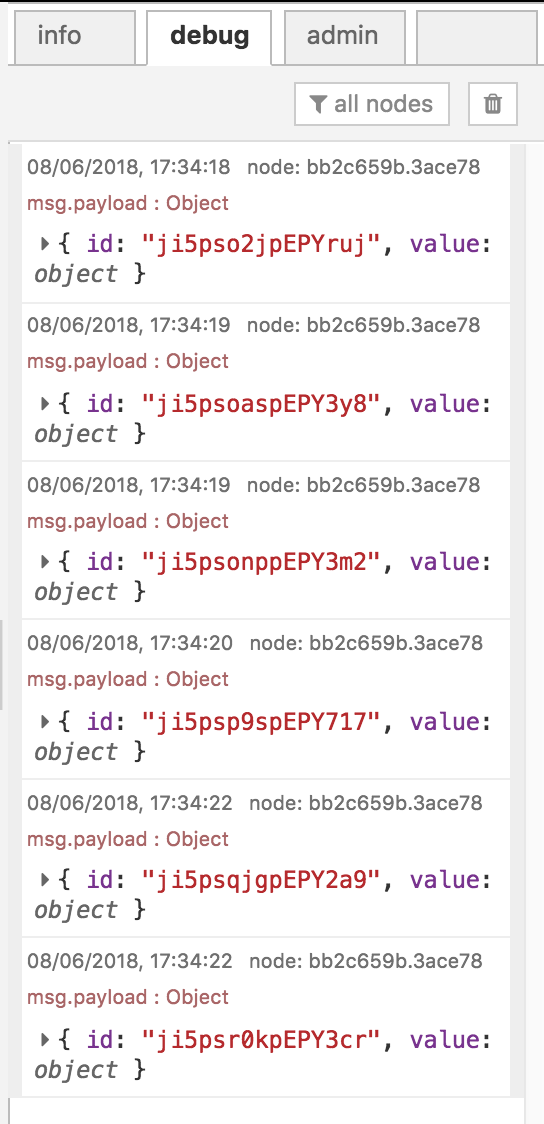 info debug admin
all nodes
08/06/2018, 17:34:18 node: bb2c659b.3ace78
msg.payload : Object
{ id: "ji5pso2jpEPYruj", value:
object }
08/06/2018, 17:34:19 node: bb2c659b.3ace78
msg.payload : Object
{ id: "ji5psoaspEPY3y8", value:
object }
08/06/2018, 17:34:19 node: bb2c659b.3ace78
msg.payload : Object
{ id: "ji5psonppEPY3m2", value:
object }
08/06/2018, 17:34:20 node: bb2c659b.3ace78
msg.payload : Object
{ id: "ji5psp9spEPY717", value:
object }
08/06/2018, 17:34:22 node: bb2c659b.3ace78
msg.payload : Object
{ id: "ji5psqjgpEPY2a9", value:
object }
08/06/2018, 17:34:22 node: bb2c659b.3ace78
msg.payload : Object
{ id: "ji5psr0kpEPY3cr", value:
object }